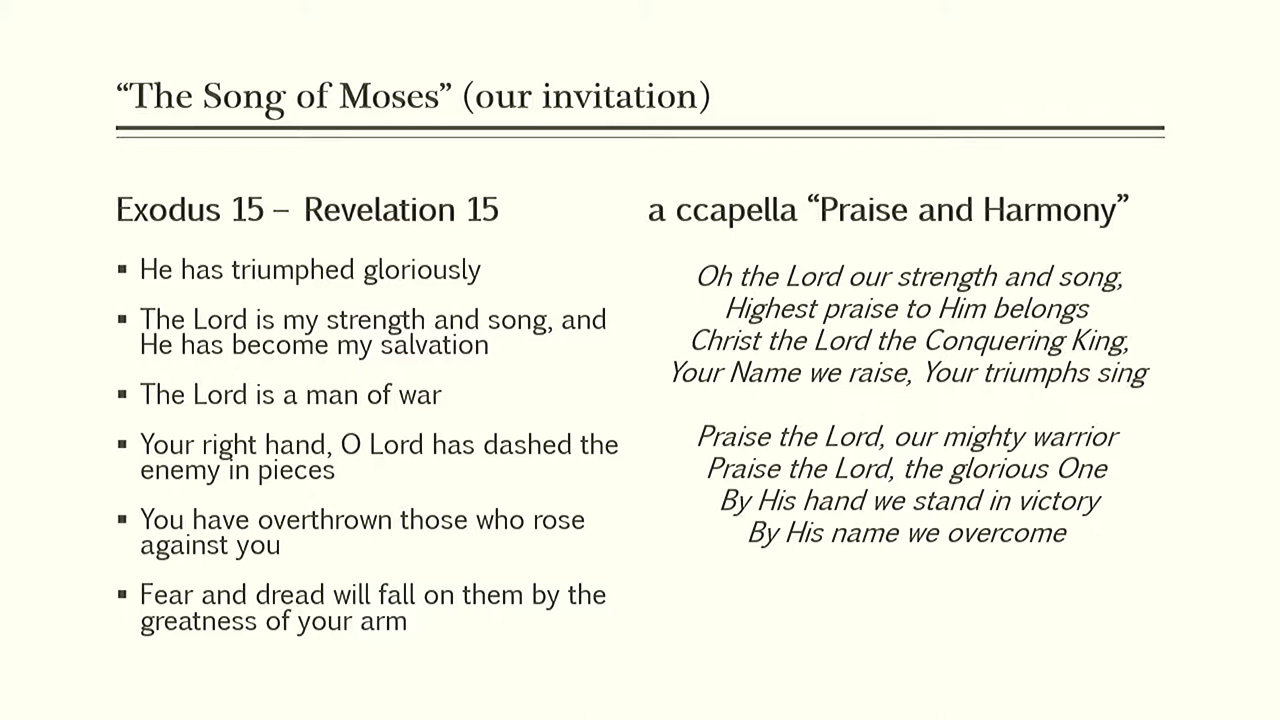 “The Song of Moses” (our invitation)
Exodus 15 – Revelation 15
▪ He has triumphed gloriously
▪ The Lord is my strength and song, and
He has become my salvation
▪ The Lord is a man of war
▪ Your right hand, O Lord has dashed the
enemy in pieces
▪ You have overthrown those who rose
against you
▪ Fear and dread will fall on them by the
greatness of your arm
a ccapella “Praise and Harmony”
Oh the Lord our strength and song,
Highest praise to Him belongs
Christ the Lord the Conquering King,
Your Name we raise, Your triumphs sing
Praise the Lord, our mighty warrior
Praise the Lord, the glorious One
By His hand we stand in victory
By His name we overcome